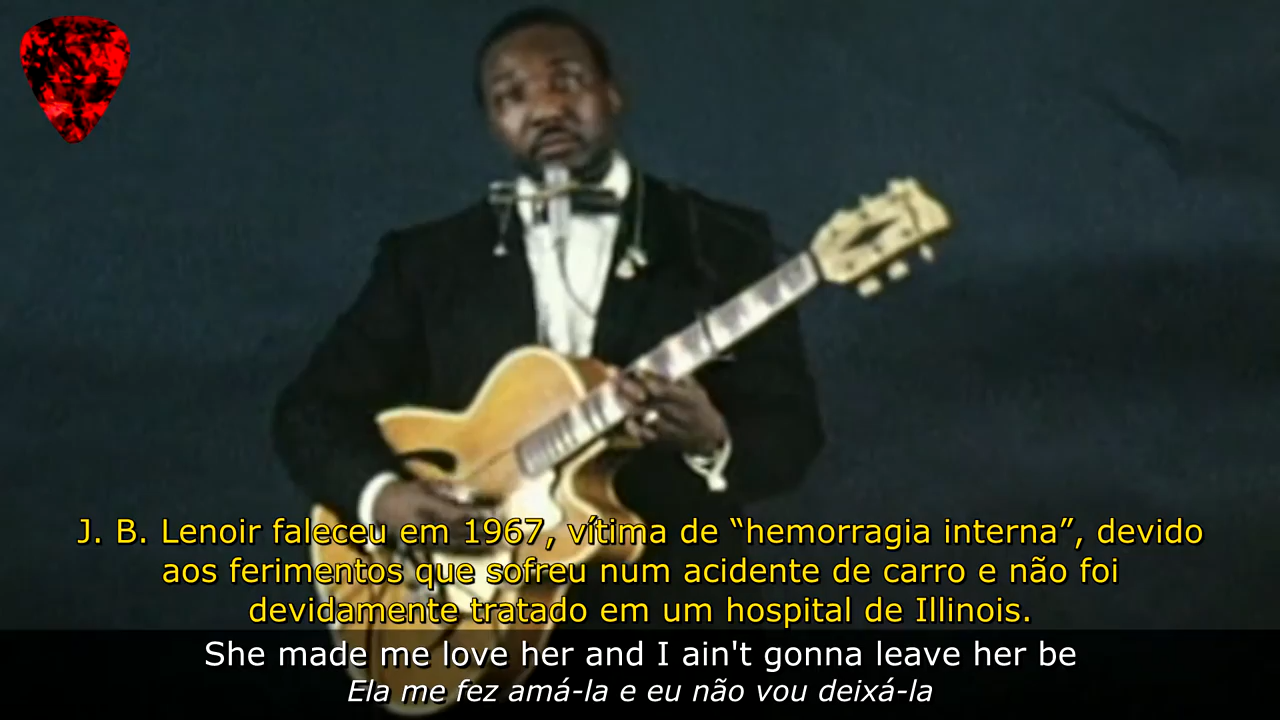 J. B. Lenoir faleceu em 1967, vítima de “hemorragia interna”, devido
aos ferimentos que sofreu num acidente de carro e não foi
devidamente tratado em um hospital de Illinois.
She made me love her and I ain't gonna leave her be
Ela me fez amá-la e eu não vou deixá-la